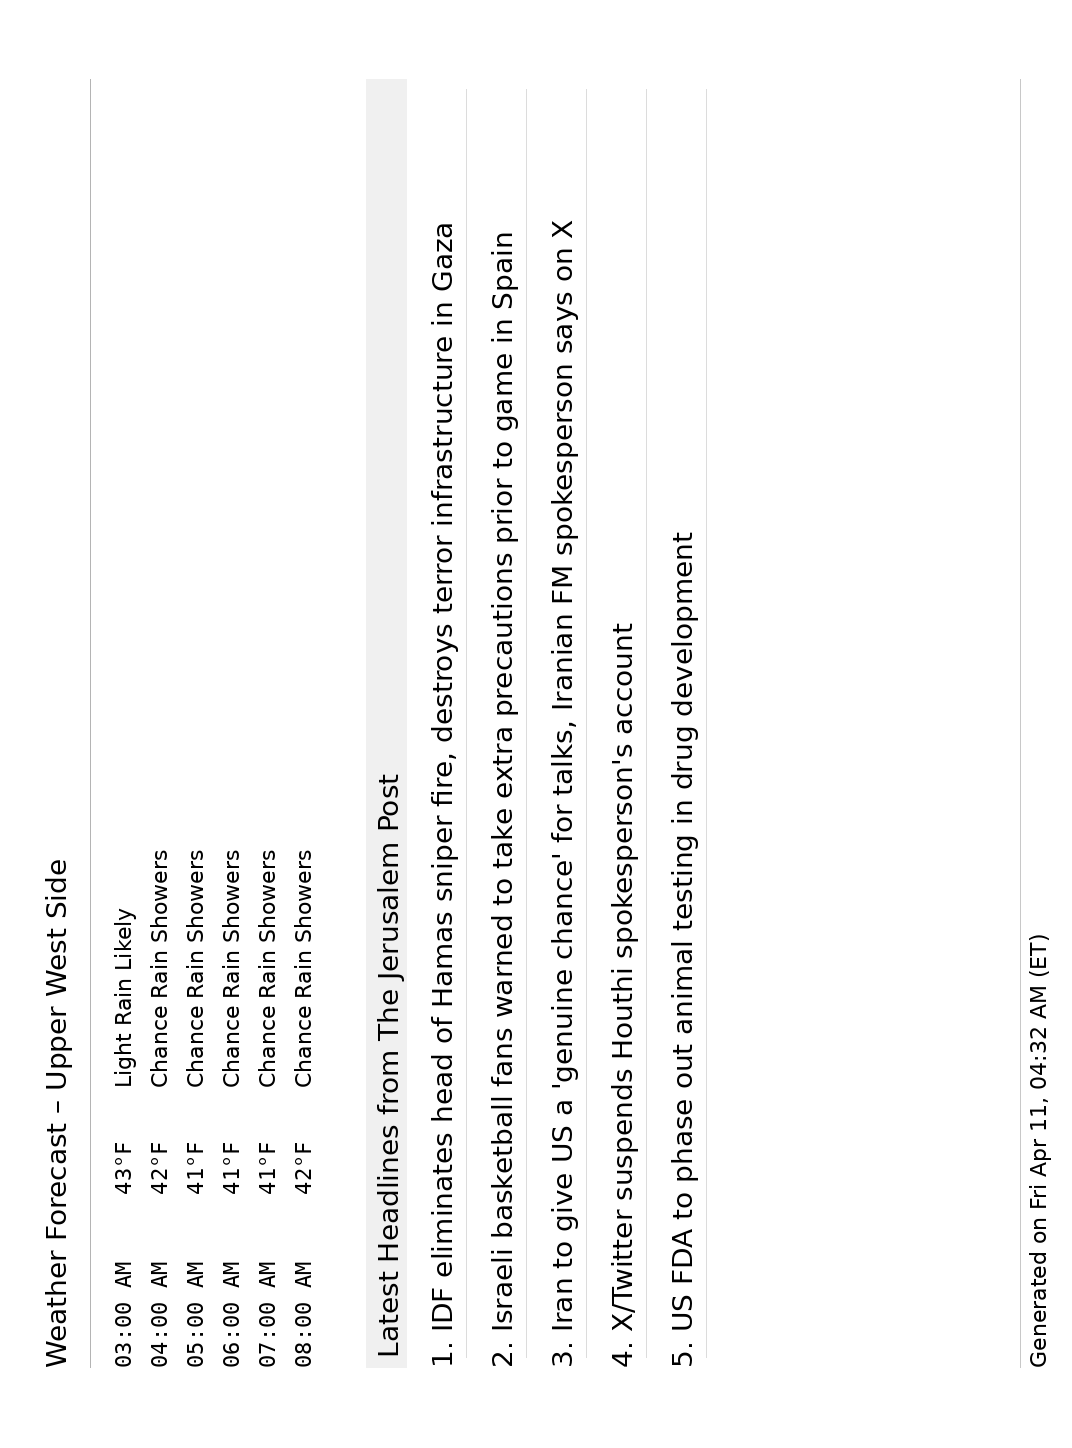 Weather Forecast – Upper West Side
03:00 AM 43°F Light Rain Likely
04:00 AM 42°F Chance Rain Showers
05:00 AM 41°F Chance Rain Showers
06:00 AM 41°F Chance Rain Showers
07:00 AM 41°F Chance Rain Showers
08:00 AM 42°F Chance Rain Showers
Latest Headlines from The Jerusalem Post
1. IDF eliminates head of Hamas sniper fire, destroys terror infrastructure in Gaza
2. Israeli basketball fans warned to take extra precautions prior to game in Spain
3. Iran to give US a 'genuine chance' for talks, Iranian FM spokesperson says on X
4. X/Twitter suspends Houthi spokesperson's account
5. US FDA to phase out animal testing in drug development
Generated on Fri Apr 11, 04:32 AM (ET)